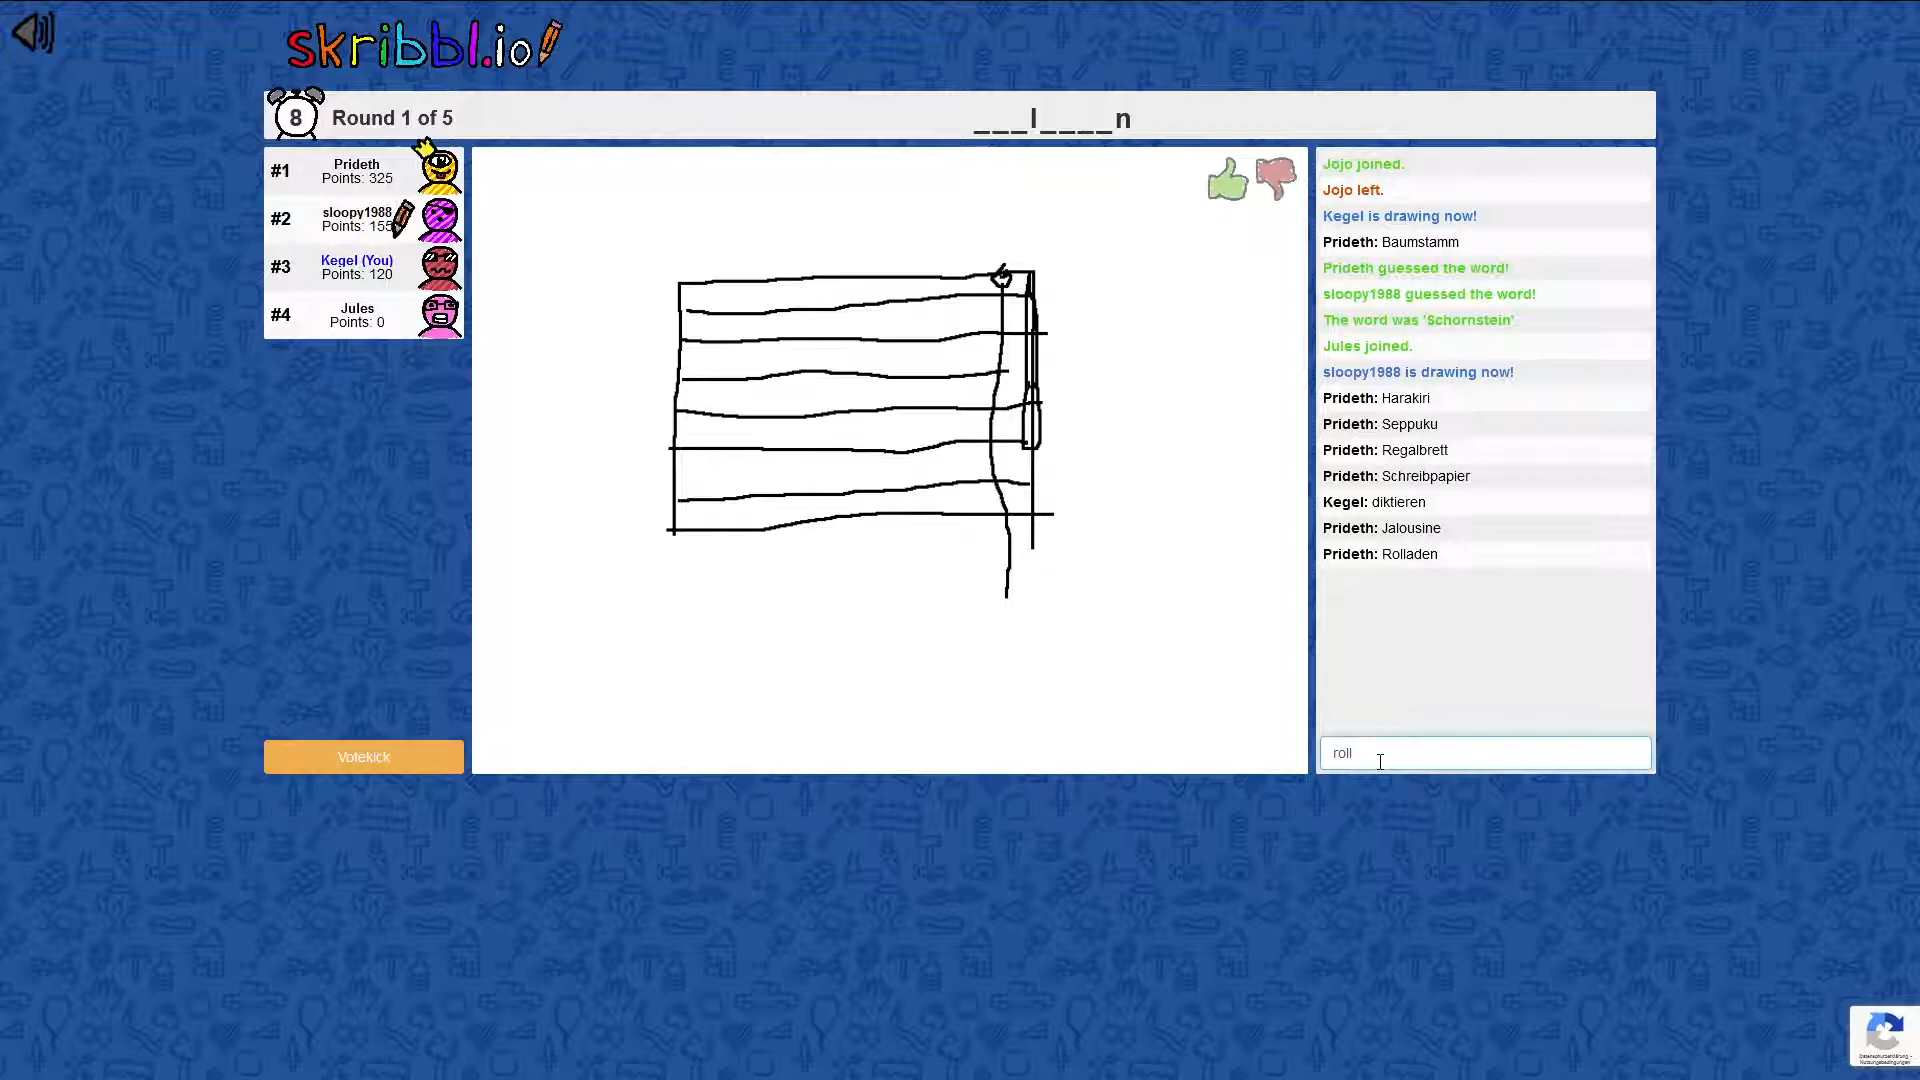 skribbl.io
8
Round 1 of 5
___l____n
#1
Prideth
Points: 325
#2
sloopy1988
Points: 155
#3
Kegel (You)
Points: 120
#4
Jules
Points: 0
Votekick
Jojo joined.
Jojo left.
Kegel is drawing now!
Prideth: Baumstamm
Prideth guessed the word!
sloopy1988 guessed the word!
The word was 'Schornstein'
Jules joined.
sloopy1988 is drawing now!
Prideth: Harakiri
Prideth: Seppuku
Prideth: Regalbrett
Prideth: Schreibpapier
Kegel: diktieren
Prideth: Jalousine
Prideth: Rolladen
roll
Datenschutzerklärung -
Nutzungsbedingungen